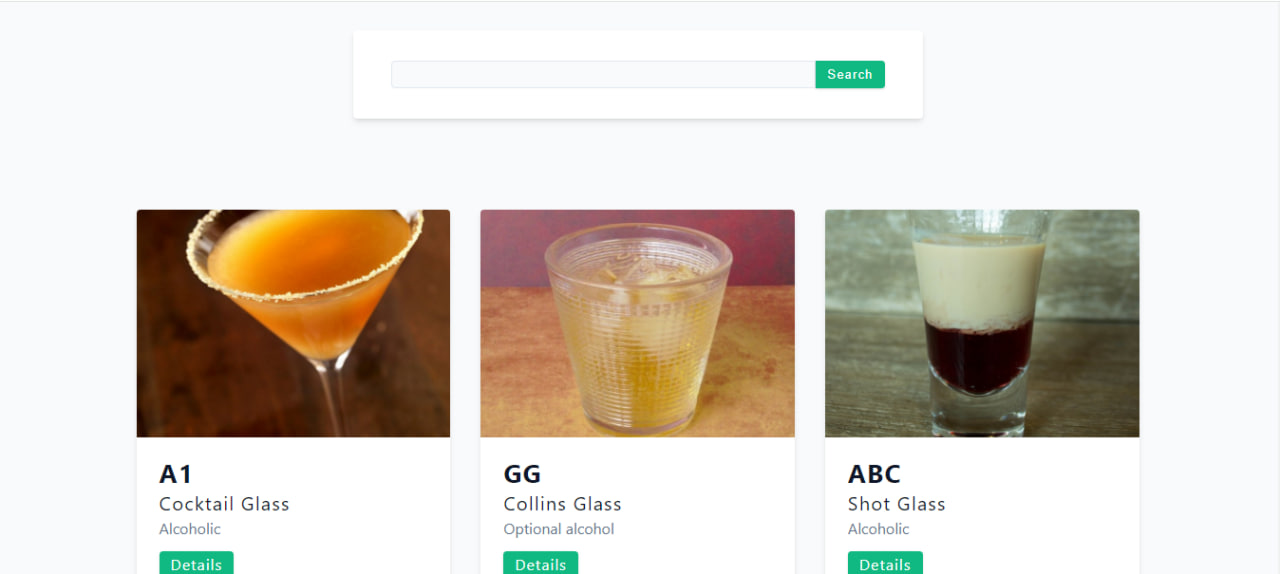 Search
A1
Cocktail Glass
Alcoholic
Details
GG
Collins Glass
Optional alcohol
Details
ABC
Shot Glass
Alcoholic
Details